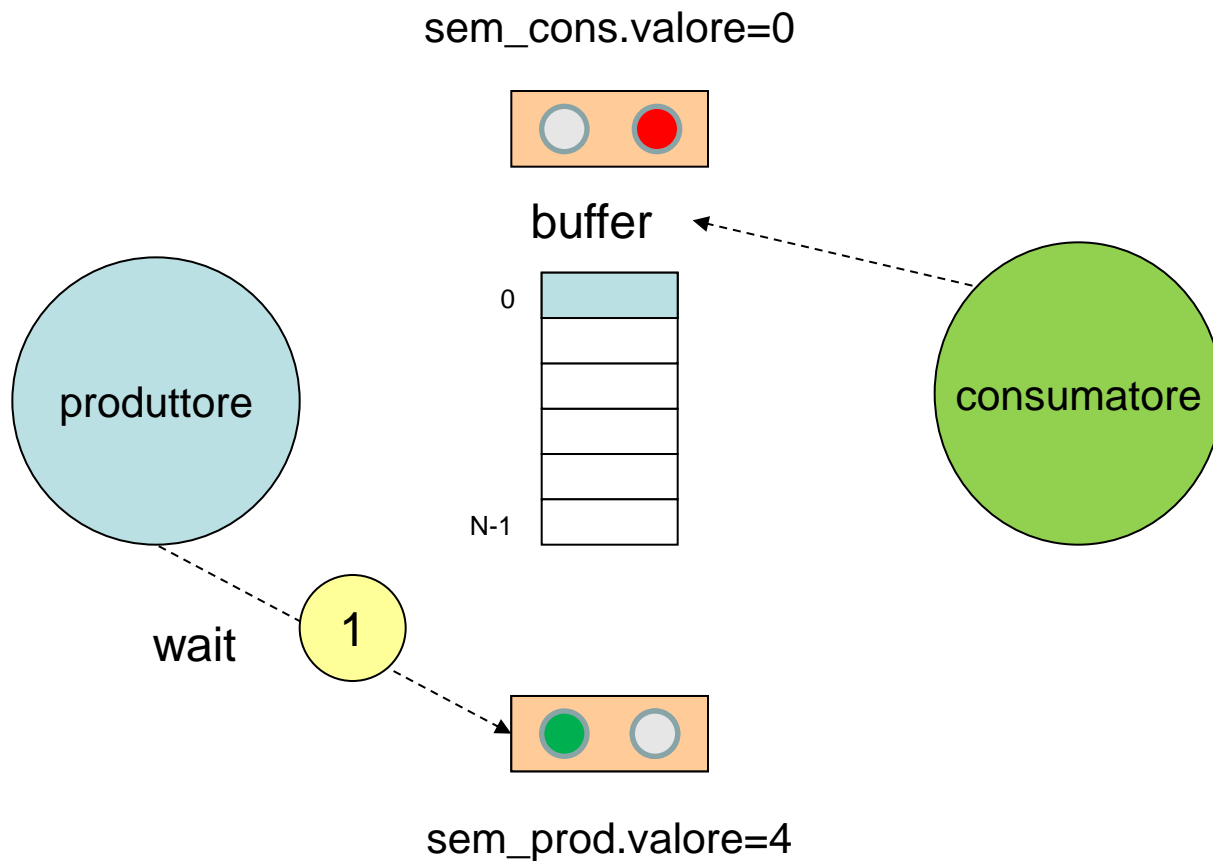 sem_cons.valore=0
buffer
0
produttore
consumatore
N-1
1
wait
sem_prod.valore=4